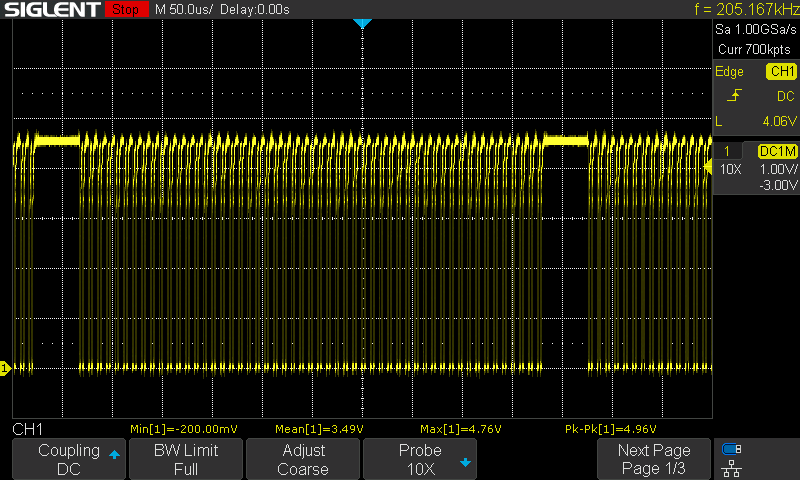 SIGLENT Stop M 50.0us/ Delay:0.00s f = 205.167kHz
Sa 1.00GSa/s
Curr 700kpts
Edge CH1
DC
L 4.06V
1 DC1M
10X 1.00V/
-3.00V
1
CH1 Min[1]=-200.00mV Mean[1]=3.49V Max[1]=4.76V Pk-Pk[1]=4.96V
Coupling BW Limit Adjust Probe Next Page
DC Full Coarse 10X Page 1/3